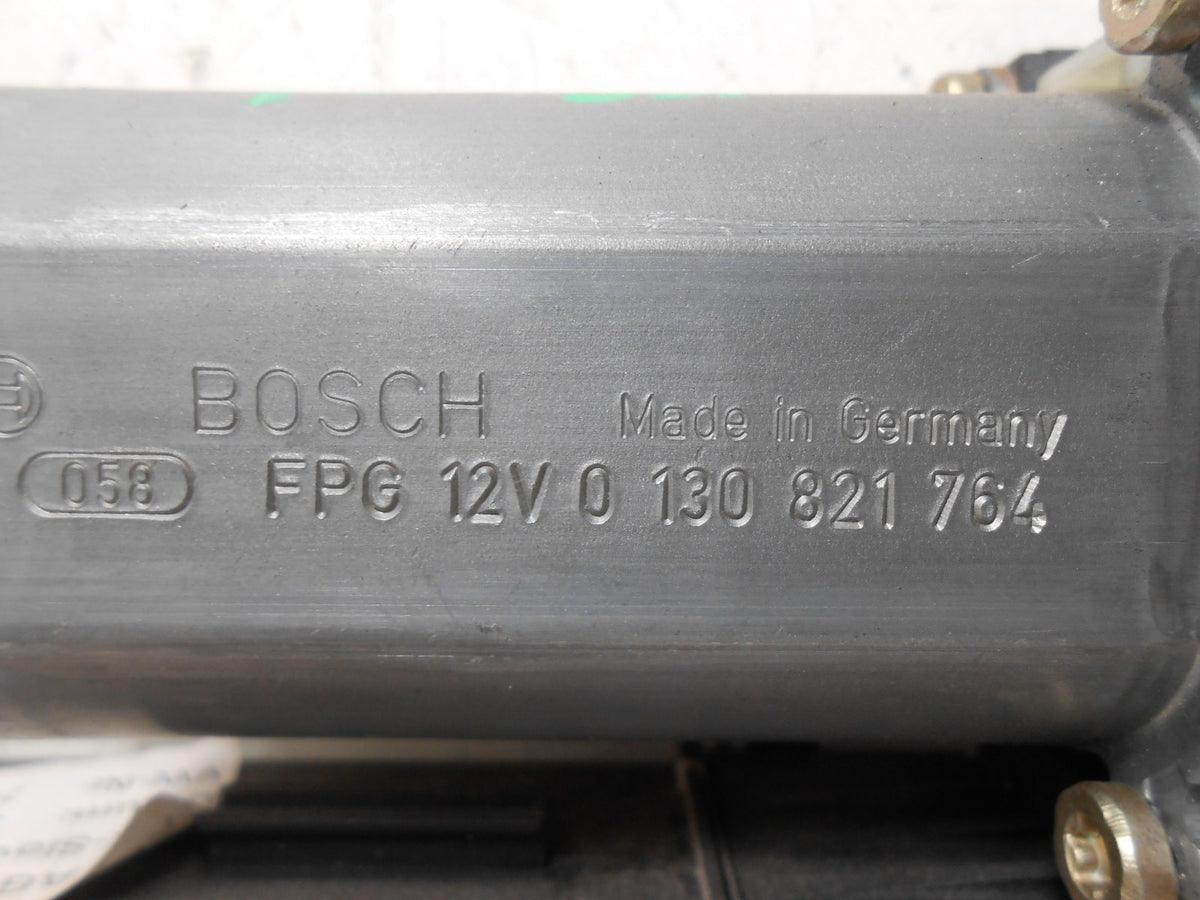 BOSCH Made in Germany
058 FPG 12V 0 130 821 764